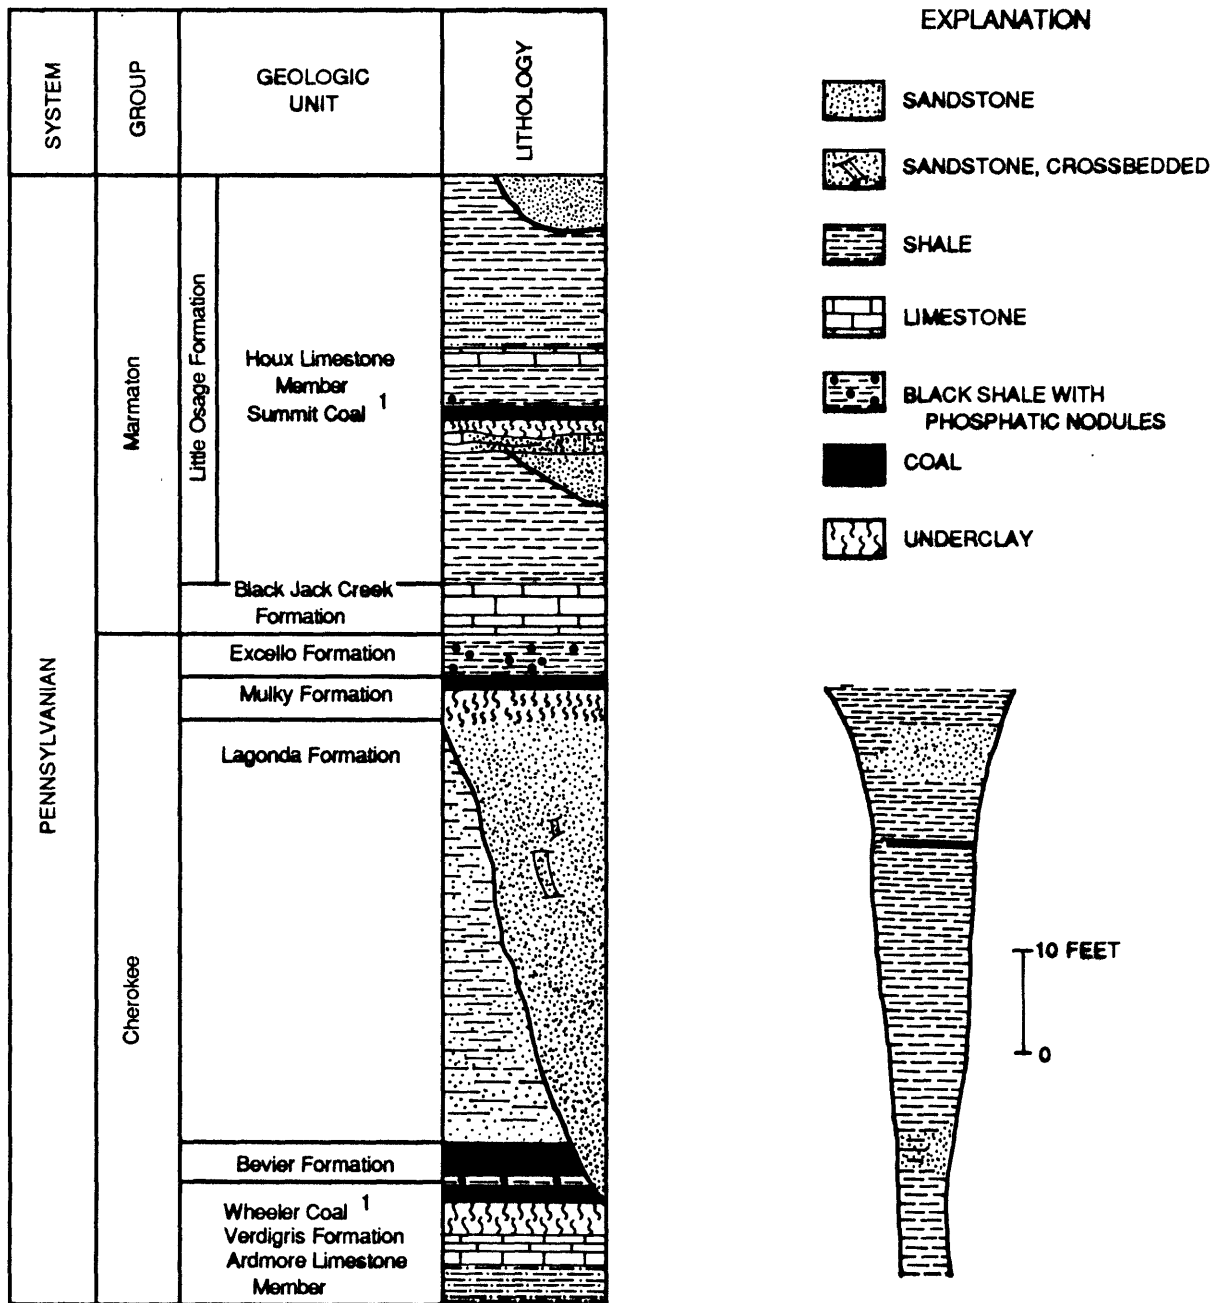 SYSTEM
GROUP
GEOLOGIC
UNIT
LITHOLOGY
PENNSYLVANIAN
Marmaton
Little Osage Formation
Houx Limestone
Member
Summit Coal 1
Black Jack Creek
Formation
Cherokee
Excello Formation
Mulky Formation
Lagonda Formation
Bevier Formation
Wheeler Coal 1
Verdigris Formation
Ardmore Limestone
Member
EXPLANATION
SANDSTONE
SANDSTONE, CROSSBEDDED
SHALE
LIMESTONE
BLACK SHALE WITH
PHOSPHATIC NODULES
COAL
UNDERCLAY
10 FEET
0